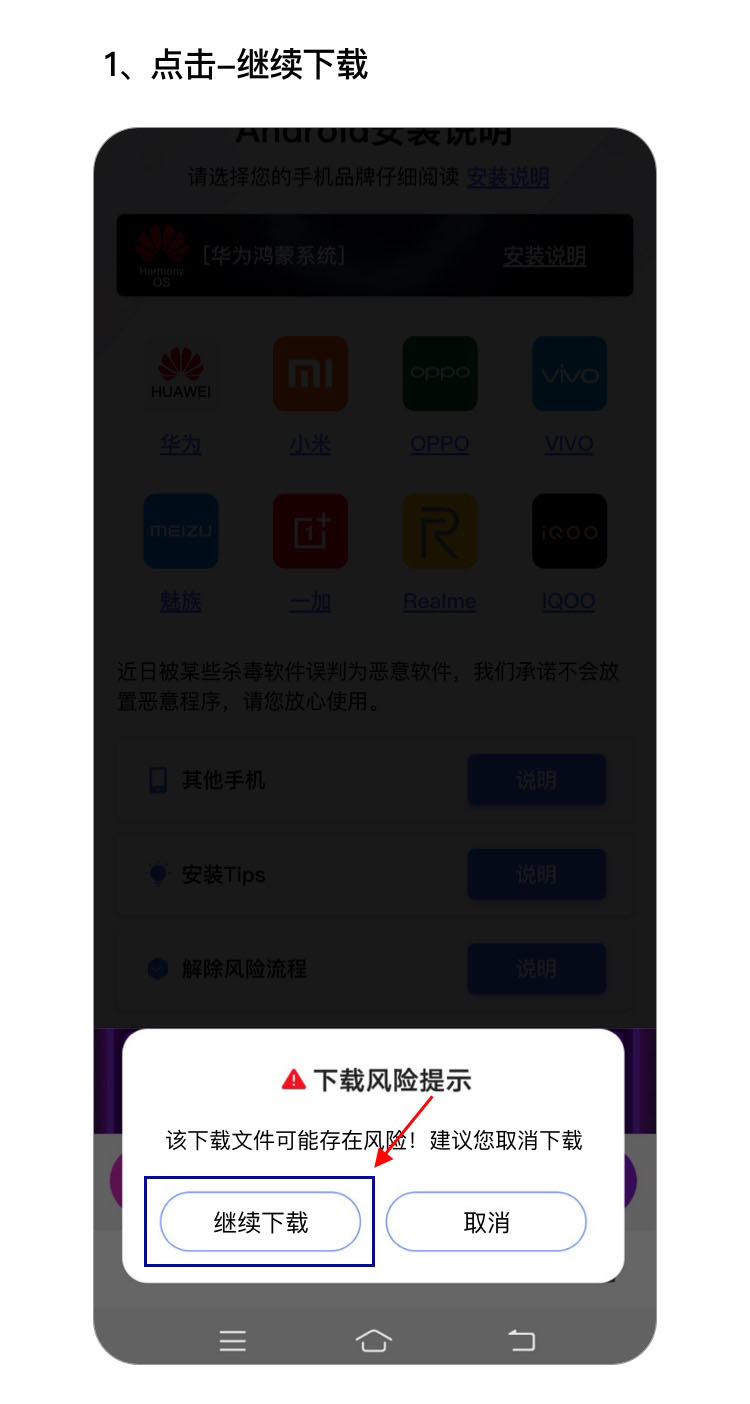 1、点击–继续下载
Android安装说明
请选择您的手机品牌仔细阅读 安装说明
Harmony
OS
[华为鸿蒙系统]
安装说明
HUAWEI
mi
oppo
vivo
华为
小米
OPPO
VIVO
MEIZU
1+
R
iQOO
魅族
一加
Realme
IQOO
近日被某些杀毒软件误判为恶意软件，我们承诺不会放
置恶意程序，请您放心使用。
其他手机
说明
安装Tips
说明
解除风险流程
说明
下载风险提示
该下载文件可能存在风险！建议您取消下载
继续下载
取消